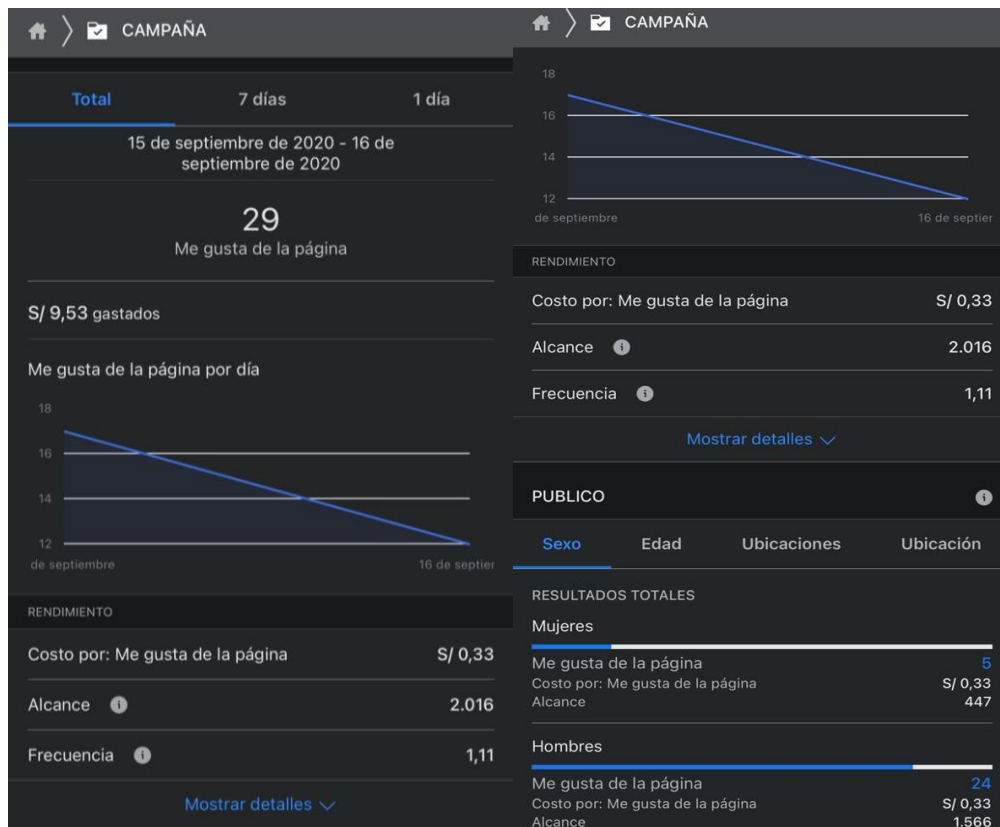 CAMPAÑA
Total 7 días 1 día
15 de septiembre de 2020 - 16 de
septiembre de 2020
29
Me gusta de la página
S/ 9,53 gastados
Me gusta de la página por día
18
16
14
12
de septiembre 16 de septier
RENDIMIENTO
Costo por: Me gusta de la página S/ 0,33
Alcance 2.016
Frecuencia 1,11
Mostrar detalles
CAMPAÑA
18
16
14
12
de septiembre 16 de septier
RENDIMIENTO
Costo por: Me gusta de la página S/ 0,33
Alcance 2.016
Frecuencia 1,11
Mostrar detalles
PUBLICO
Sexo Edad Ubicaciones Ubicación
RESULTADOS TOTALES
Mujeres
Me gusta de la página 5
Costo por: Me gusta de la página S/ 0,33
Alcance 447
Hombres
Me gusta de la página 24
Costo por: Me gusta de la página S/ 0,33
Alcance 1.566